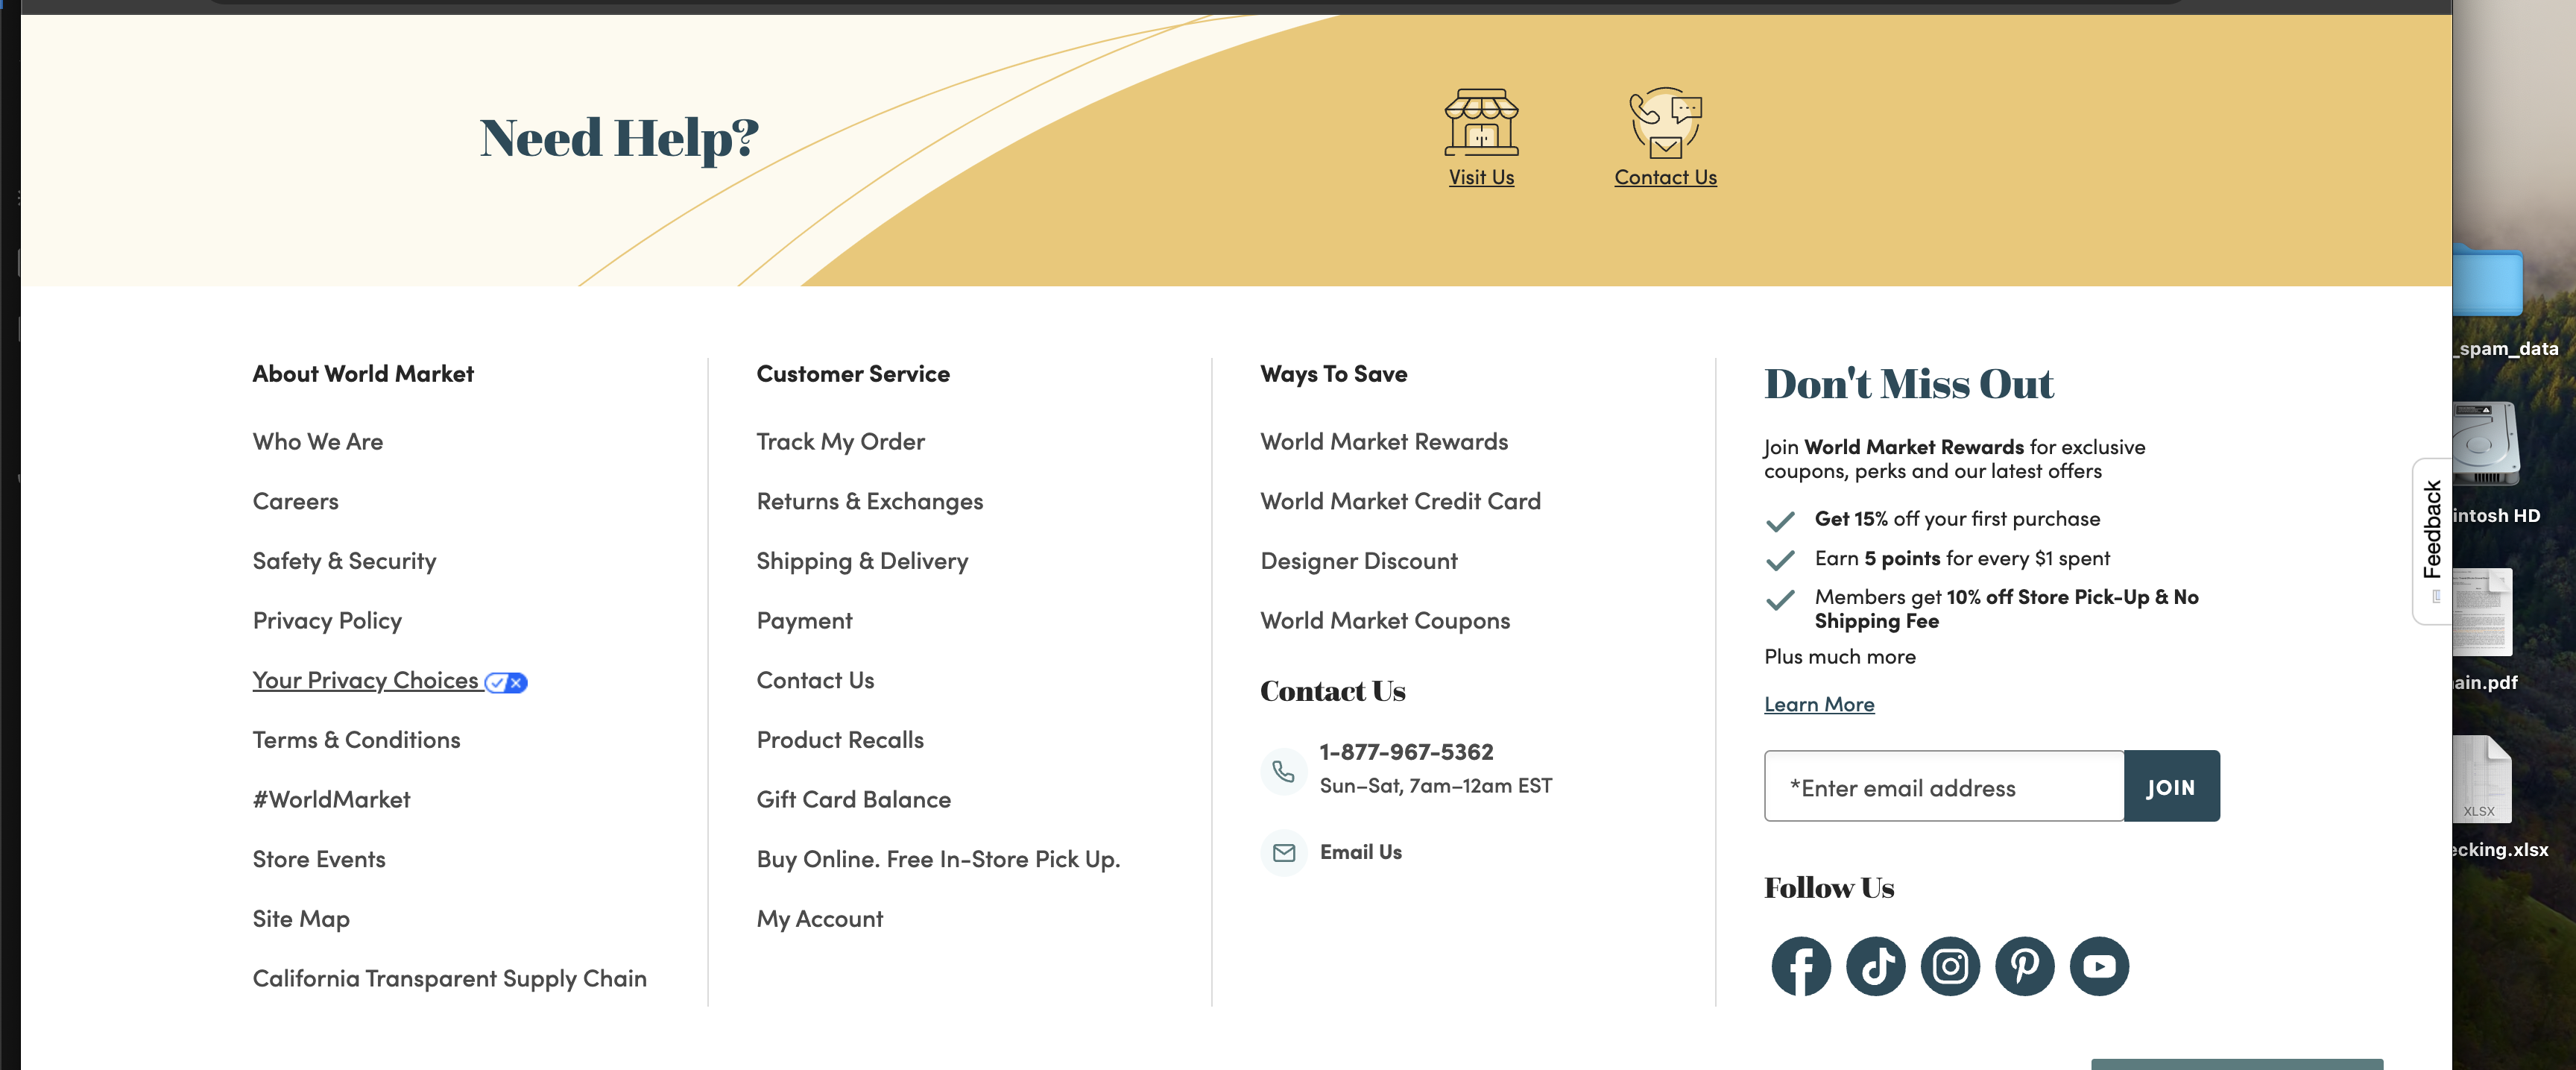 Need Help?
Visit Us
Contact Us
About World Market
Who We Are
Careers
Safety & Security
Privacy Policy
Your Privacy Choices
Terms & Conditions
#WorldMarket
Store Events
Site Map
California Transparent Supply Chain
Customer Service
Track My Order
Returns & Exchanges
Shipping & Delivery
Payment
Contact Us
Product Recalls
Gift Card Balance
Buy Online. Free In-Store Pick Up.
My Account
Ways To Save
World Market Rewards
World Market Credit Card
Designer Discount
World Market Coupons
Contact Us
1-877-967-5362
Sun–Sat, 7am–12am EST
Email Us
Don't Miss Out
Join World Market Rewards for exclusive
coupons, perks and our latest offers
Get 15% off your first purchase
Earn 5 points for every $1 spent
Members get 10% off Store Pick-Up & No
Shipping Fee
Plus much more
Learn More
*Enter email address
JOIN
Follow Us
Feedback
_spam_data
intosh HD
ain.pdf
XLSX
ecking.xlsx